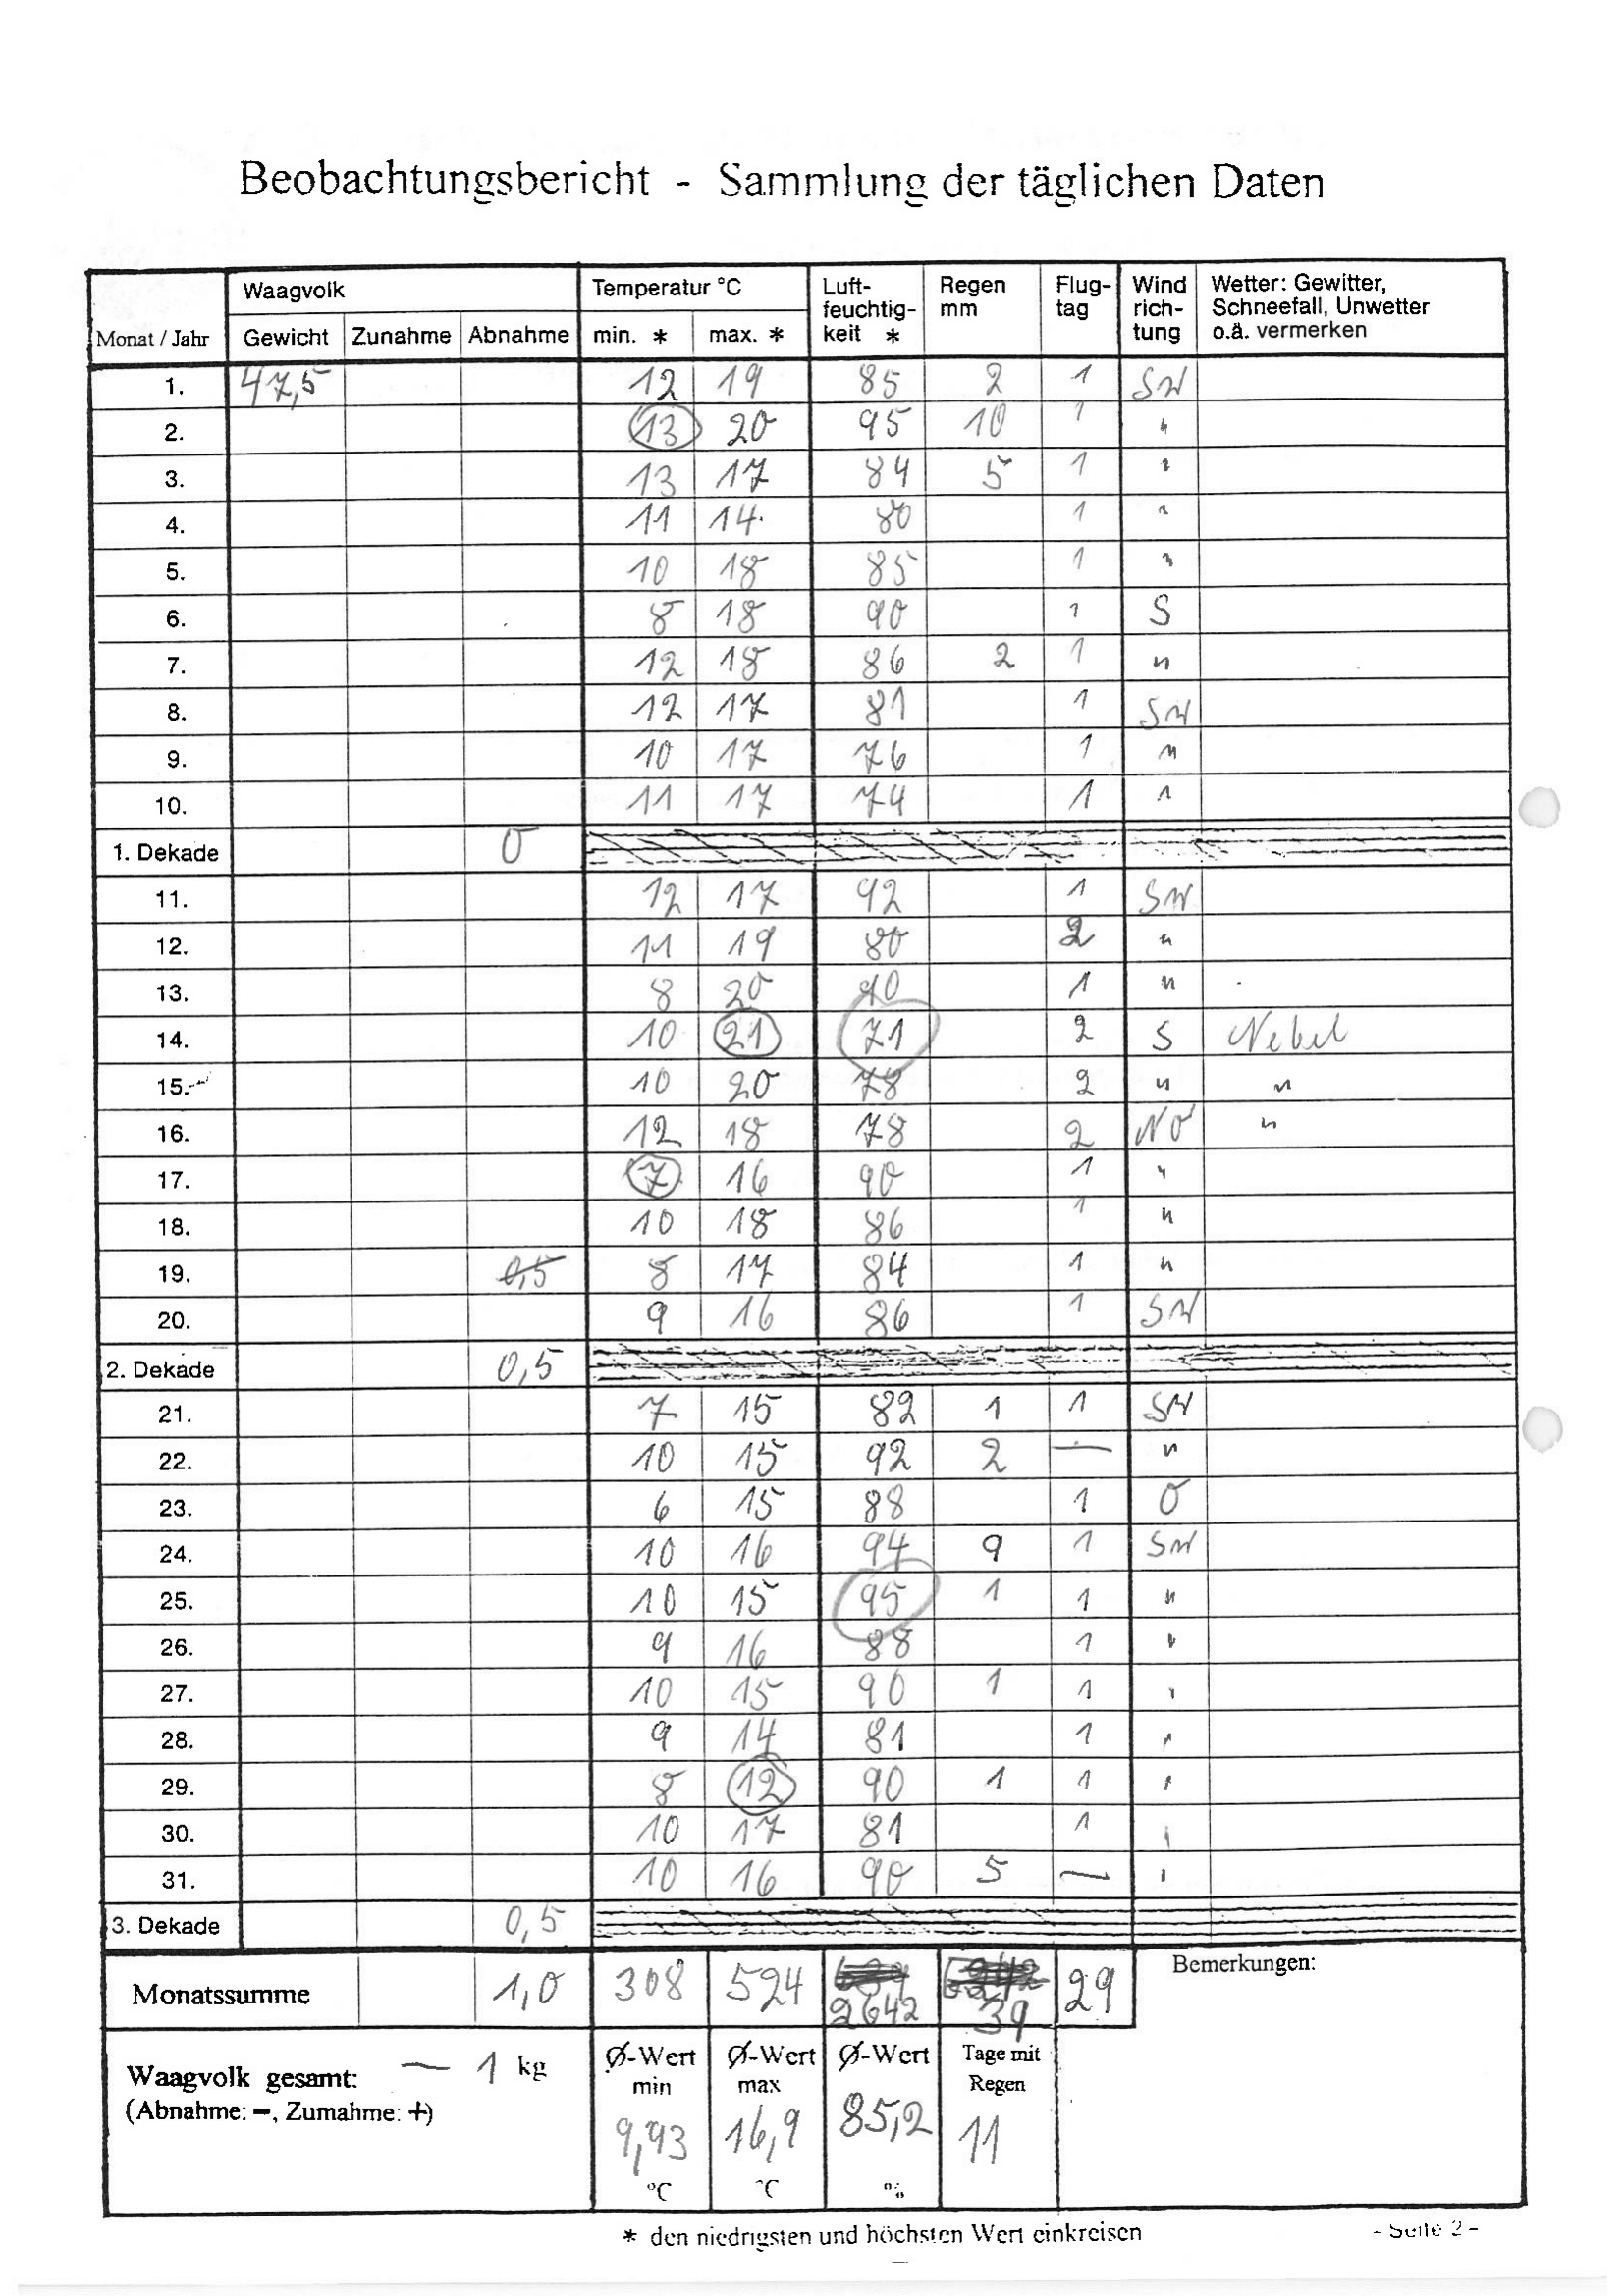 Beobachtungsbericht - Sammlung der täglichen Daten
Monat / Jahr Waagvolk Temperatur °C Luft- Regen Flug- Wind Wetter: Gewitter,
feuchtig- mm tag rich- Schneefall, Unwetter
Gewicht Zunahme Abnahme min. * max. * keit * tung o.ä. vermerken
1. 47,5 12 19 85 2 1 SW
2. 13 20 95 10 1 "
3. 13 17 84 5 1 "
4. 11 14. 80 1 "
5. 10 18 85 1 "
6. 8 18 90 1 S
7. 12 18 86 2 1 "
8. 12 17 81 1 SW
9. 10 17 76 1 "
10. 11 17 74 1 "
1. Dekade 0
11. 12 17 92 1 SW
12. 11 19 80 2 "
13. 8 20 90 1 "
14. 10 21 71 2 S Nebel
15. 10 20 78 2 " "
16. 12 18 78 2 NO "
17. 7 16 90 1 "
18. 10 18 86 1 "
19. 0,5 8 17 84 1 "
20. 9 16 86 1 SW
2. Dekade 0,5
21. 7 15 82 1 1 SW
22. 10 15 92 2 — "
23. 6 15 88 1 O
24. 10 16 94 9 1 SW
25. 10 15 95 1 1 "
26. 9 16 88 1 "
27. 10 15 90 1 1 "
28. 9 14 81 1 "
29. 8 12 90 1 1 "
30. 10 17 81 1 "
31. 10 16 90 5 — "
3. Dekade 0,5
Monatssumme 1,0 308 524 2642 39 29 Bemerkungen:
Waagvolk gesamt: — 1 kg Ø-Wert Ø-Wert Ø-Wert Tage mit
min max Regen
(Abnahme: -, Zumahme: +)
9,93 16,9 85,2 11
°C °C %
* den niedrigsten und höchsten Wert einkreisen
- Seite 2 -